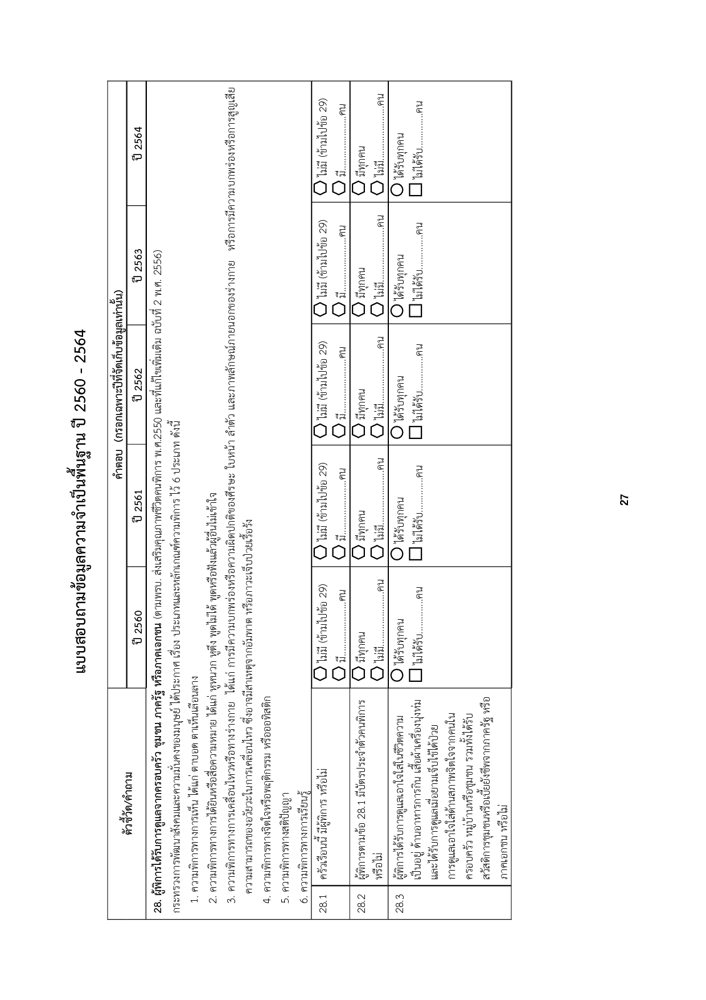 แบบสอบถามข้อมูลความจำเป็นพื้นฐาน ปี 2560 - 2564
ตัวชี้วัด/คำถาม
คำตอบ (กรอกเฉพาะปีที่จัดเก็บข้อมูลเท่านั้น)
ปี 2560 ปี 2561 ปี 2562 ปี 2563 ปี 2564
28. ผู้พิการได้รับการดูแลจากครอบครัว ชุมชน ภาครัฐ หรือภาคเอกชน (ตามพรบ. ส่งเสริมคุณภาพชีวิตคนพิการ พ.ศ.2550 และที่แก้ไขเพิ่มเติม ฉบับที่ 2 พ.ศ. 2556)
กระทรวงการพัฒนาสังคมและความมั่นคงของมนุษย์ ได้ประกาศ เรื่อง ประเภทและหลักเกณฑ์ความพิการ ไว้ 6 ประเภท ดังนี้
1. ความพิการทางการเห็น ได้แก่ ตาบอด ตาเห็นเลือนลาง
2. ความพิการทางการได้ยินหรือสื่อความหมาย ได้แก่ หูหนวก หูตึง พูดไม่ได้ พูดหรือฟังแล้วผู้อื่นไม่เข้าใจ
3. ความพิการทางการเคลื่อนไหวหรือทางร่างกาย ได้แก่ การมีความบกพร่องหรือความผิดปกติของศีรษะ ใบหน้า ลำตัว และภาพลักษณ์ภายนอกของร่างกาย หรือการมีความบกพร่องหรือการสูญเสีย
ความสามารถของอวัยวะในการเคลื่อนไหว ซึ่งอาจมีสาเหตุจากอัมพาต หรือภาวะเจ็บป่วยเรื้อรัง
4. ความพิการทางจิตใจหรือพฤติกรรม หรือออทิสติก
5. ความพิการทางสติปัญญา
6. ความพิการทางการเรียนรู้
28.1 ครัวเรือนนี้ มีผู้พิการ หรือไม่
ไม่มี (ข้ามไปข้อ 29) ไม่มี (ข้ามไปข้อ 29) ไม่มี (ข้ามไปข้อ 29) ไม่มี (ข้ามไปข้อ 29) ไม่มี (ข้ามไปข้อ 29)
มี......................คน มี......................คน มี......................คน มี......................คน มี......................คน
28.2 ผู้พิการตามข้อ 28.1 มีบัตรประจำตัวคนพิการ
หรือไม่
มีทุกคน มีทุกคน มีทุกคน มีทุกคน มีทุกคน
ไม่มี......................คน ไม่มี......................คน ไม่มี......................คน ไม่มี......................คน ไม่มี......................คน
28.3 ผู้พิการได้รับการดูแลเอาใจใส่ในชีวิตความ
เป็นอยู่ ด้านอาหารการกิน เสื้อผ้าเครื่องนุ่งห่ม
และได้รับการดูแลเมื่อยามเจ็บไข้ได้ป่วย
การดูแลเอาใจใส่ด้านสภาพจิตใจจากคนใน
ครอบครัว หมู่บ้านหรือชุมชน รวมทั้งได้รับ
สวัสดิการชุมชนหรือเบี้ยยังชีพจากภาครัฐ หรือ
ภาคเอกชน หรือไม่
ได้รับทุกคน ได้รับทุกคน ได้รับทุกคน ได้รับทุกคน ได้รับทุกคน
ไม่ได้รับ..............คน ไม่ได้รับ..............คน ไม่ได้รับ..............คน ไม่ได้รับ..............คน ไม่ได้รับ..............คน
27